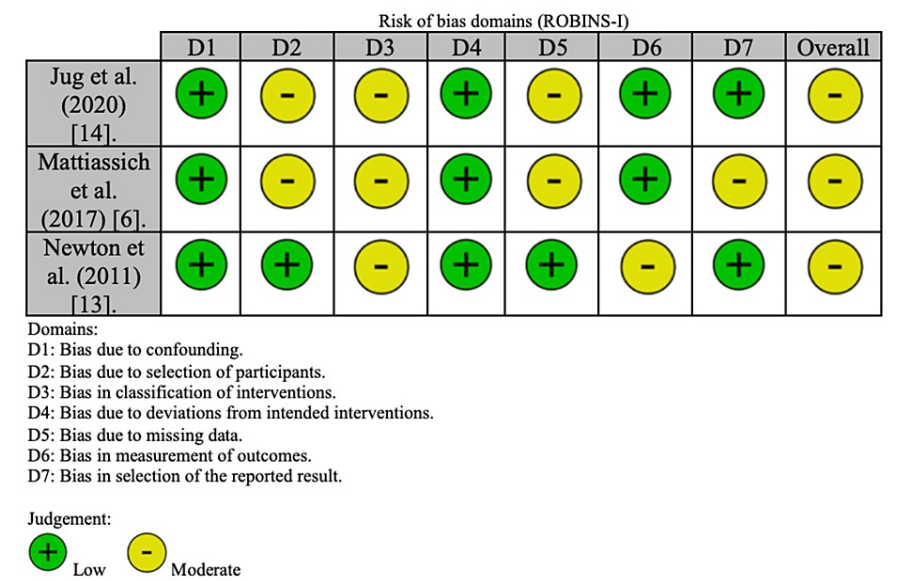 Risk of bias domains (ROBINS-I)
D1 D2 D3 D4 D5 D6 D7 Overall
Jug et al.
(2020)
[14].
+ - - + - + + -
Mattiassich
et al.
(2017) [6].
+ - - + - + - -
Newton et
al. (2011)
[13].
+ + - + + - + -
Domains:
D1: Bias due to confounding.
D2: Bias due to selection of participants.
D3: Bias in classification of interventions.
D4: Bias due to deviations from intended interventions.
D5: Bias due to missing data.
D6: Bias in measurement of outcomes.
D7: Bias in selection of the reported result.
Judgement:
+ Low - Moderate